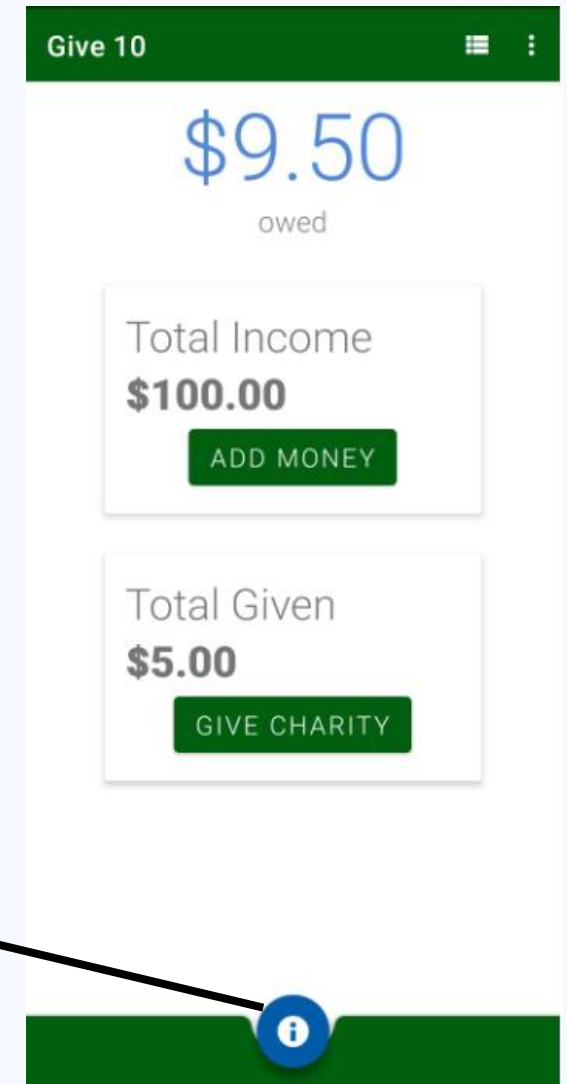 Give 10
$9.50
owed
Total Income
$100.00
ADD MONEY
Total Given
$5.00
GIVE CHARITY